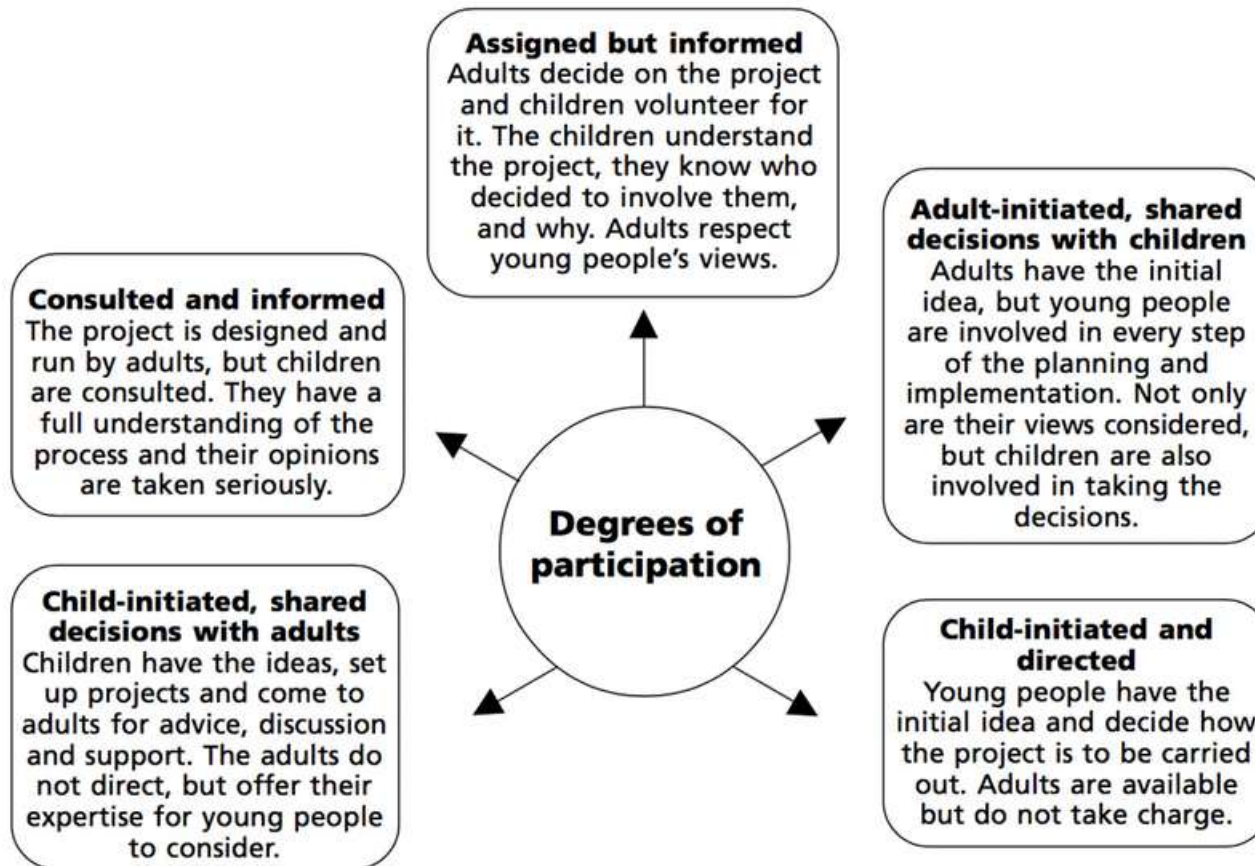 Assigned but informed
Adults decide on the project
and children volunteer for
it. The children understand
the project, they know who
decided to involve them,
and why. Adults respect
young people's views.
Adult-initiated, shared
decisions with children
Adults have the initial
idea, but young people
are involved in every step
of the planning and
implementation. Not only
are their views considered,
but children are also
involved in taking the
decisions.
Consulted and informed
The project is designed and
run by adults, but children
are consulted. They have a
full understanding of the
process and their opinions
are taken seriously.
Degrees of
participation
Child-initiated, shared
decisions with adults
Children have the ideas, set
up projects and come to
adults for advice, discussion
and support. The adults do
not direct, but offer their
expertise for young people
to consider.
Child-initiated and
directed
Young people have the
initial idea and decide how
the project is to be carried
out. Adults are available
but do not take charge.